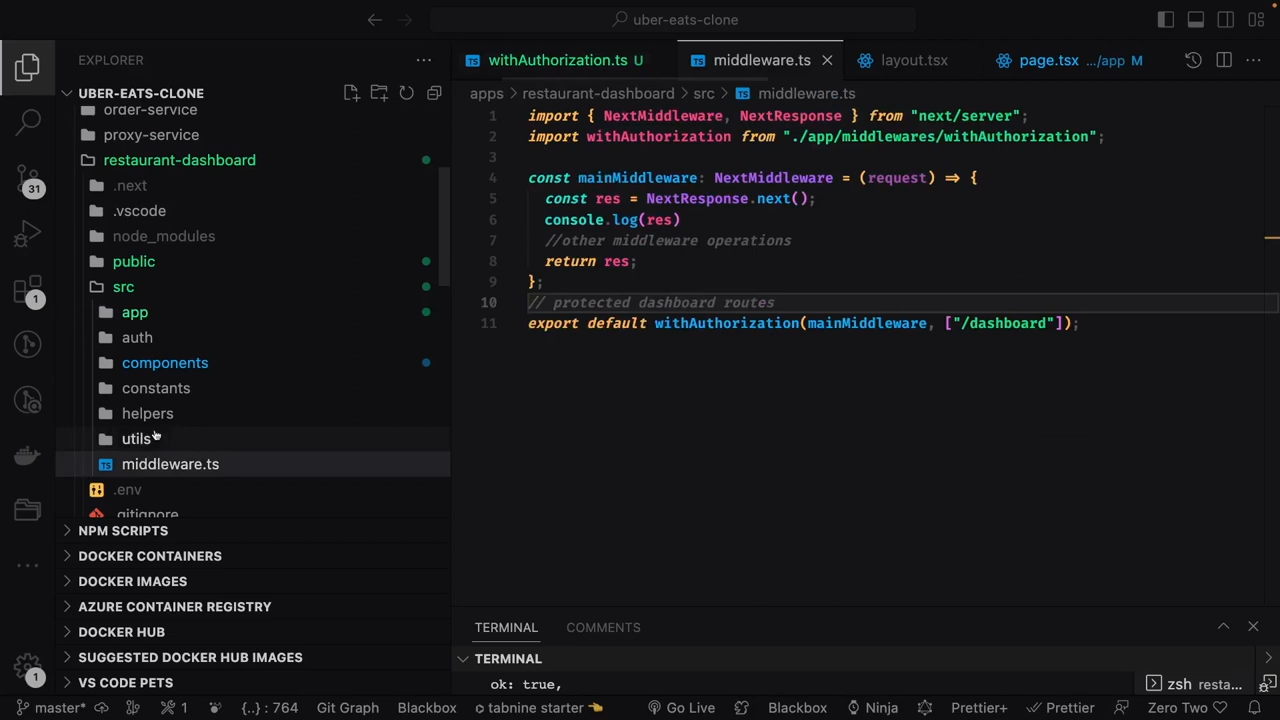 uber-eats-clone
EXPLORER
UBER-EATS-CLONE
order-service
proxy-service
restaurant-dashboard
.next
.vscode
node_modules
public
src
app
auth
components
constants
helpers
utils
middleware.ts
.env
.gitignore
NPM SCRIPTS
DOCKER CONTAINERS
DOCKER IMAGES
AZURE CONTAINER REGISTRY
DOCKER HUB
SUGGESTED DOCKER HUB IMAGES
VS CODE PETS
31
1
1
TS withAuthorization.ts U
TS middleware.ts
layout.tsx
page.tsx .../app M
apps > restaurant-dashboard > src > TS middleware.ts
1 import { NextMiddleware, NextResponse } from "next/server";
2 import withAuthorization from "./app/middlewares/withAuthorization";
3
4 const mainMiddleware: NextMiddleware = (request) => {
5 const res = NextResponse.next();
6 console.log(res)
7 //other middleware operations
8 return res;
9 };
10 // protected dashboard routes
11 export default withAuthorization(mainMiddleware, ["/dashboard"]);
TERMINAL COMMENTS
TERMINAL
ok: true,
zsh resta...
master* 1 {..} : 764 Git Graph Blackbox tabnine starter Go Live Blackbox Ninja Prettier+ Prettier Zero Two